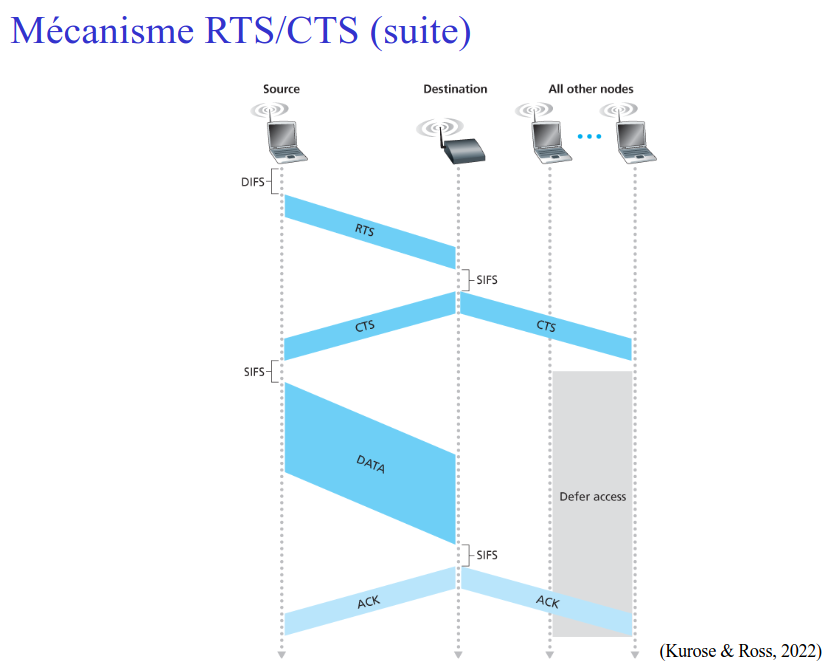 Mécanisme RTS/CTS (suite)
Source
Destination
All other nodes
DIFS
RTS
SIFS
CTS
CTS
SIFS
DATA
Defer access
SIFS
ACK
ACK
(Kurose & Ross, 2022)